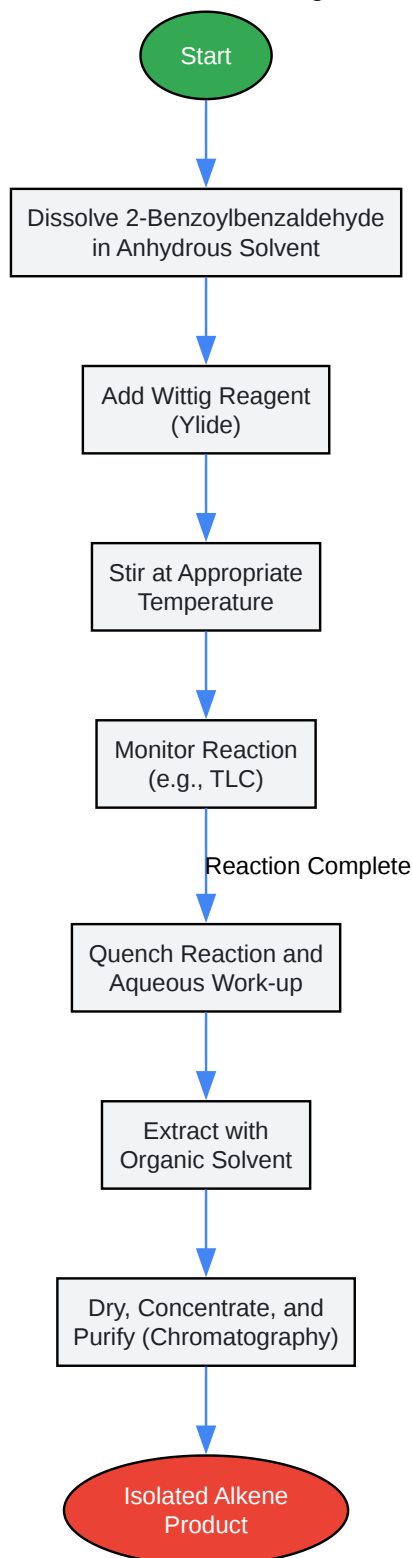 Start
Dissolve 2-Benzoylbenzaldehyde
in Anhydrous Solvent
Add Wittig Reagent
(Ylide)
Stir at Appropriate
Temperature
Monitor Reaction
(e.g., TLC)
Reaction Complete
Quench Reaction and
Aqueous Work-up
Extract with
Organic Solvent
Dry, Concentrate, and
Purify (Chromatography)
Isolated Alkene
Product